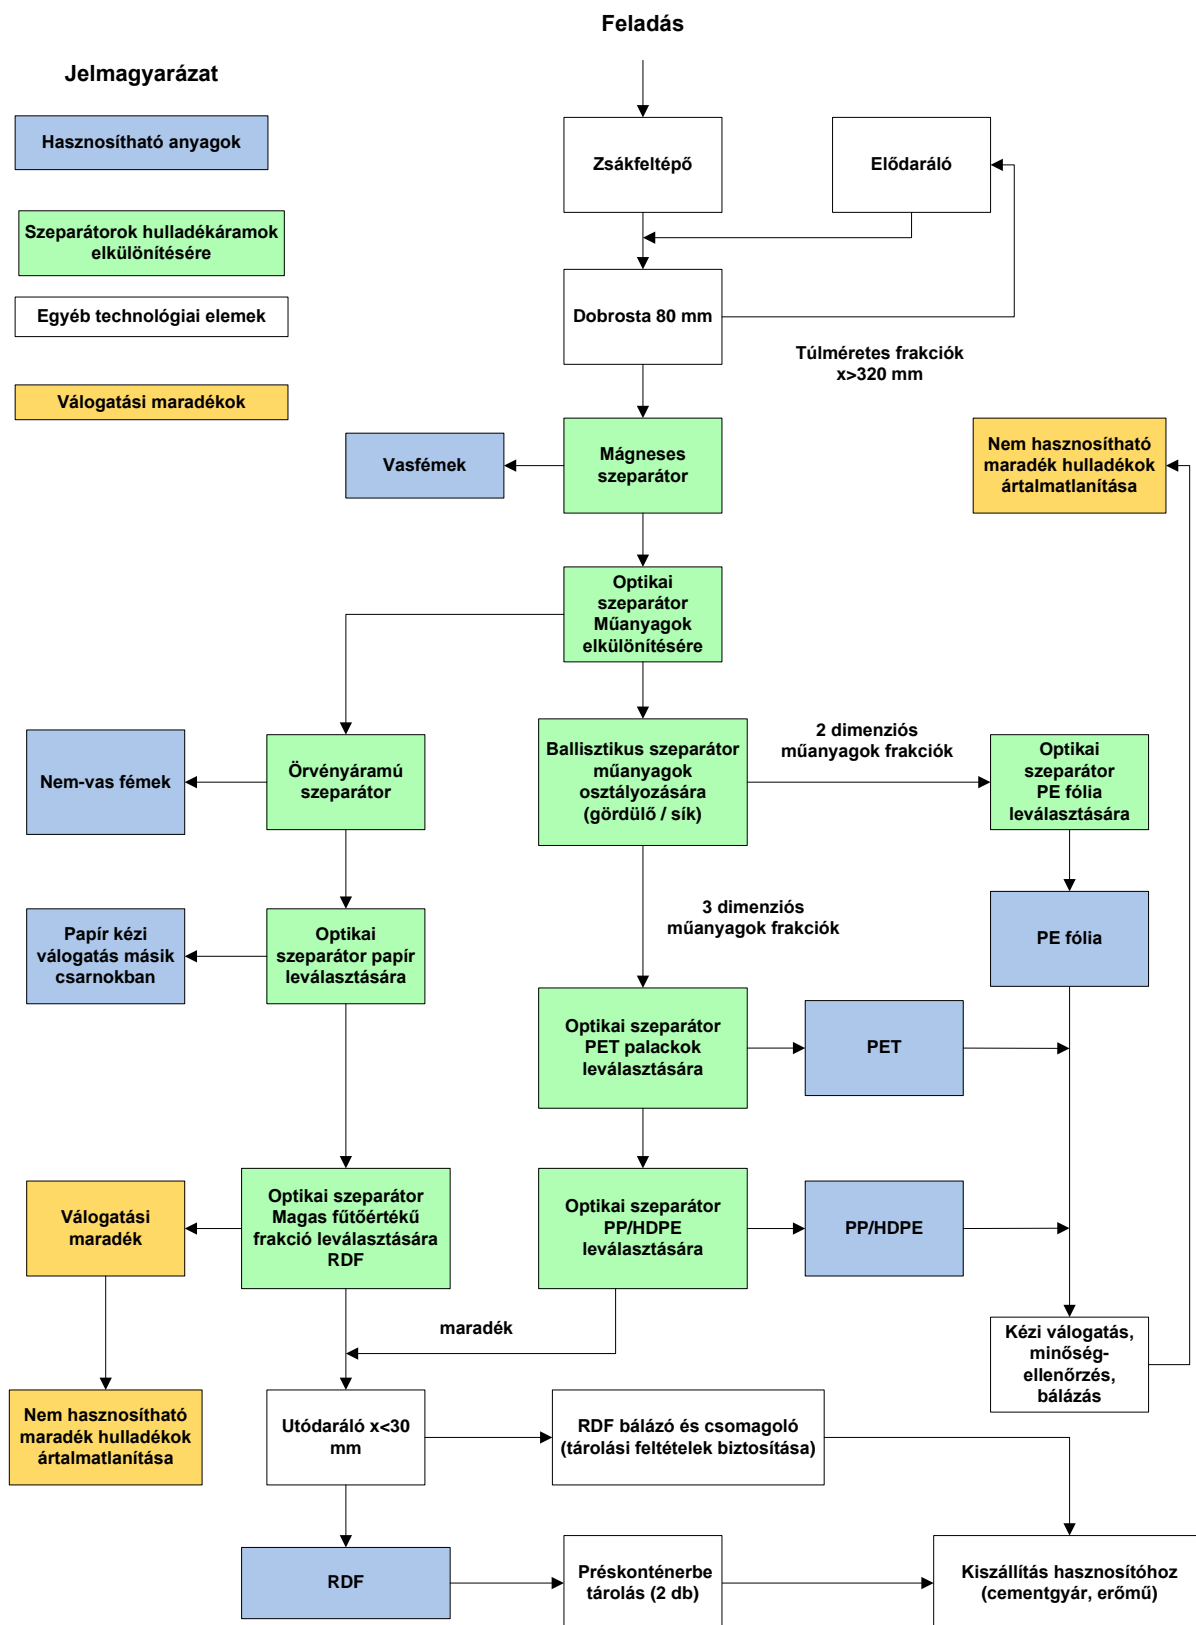 Feladás
Jelmagyarázat
Hasznosítható anyagok
Szeparátorok hulladékáramok
elkülönítésére
Egyéb technológiai elemek
Válogatási maradékok
Zsákfeltépő
Elődaráló
Dobrosta 80 mm
Túlméretes frakciók
x>320 mm
Vasfémek
Mágneses
szeparátor
Nem hasznosítható
maradék hulladékok
ártalmatlanítása
Optikai
szeparátor
Műanyagok
elkülönítésére
Nem-vas fémek
Örvényáramú
szeparátor
Ballisztikus szeparátor
műanyagok
osztályozására
(gördülő / sík)
2 dimenziós
műanyagok frakciók
Optikai
szeparátor
PE fólia
leválasztására
3 dimenziós
műanyagok frakciók
Papír kézi
válogatás másik
csarnokban
Optikai
szeparátor papír
leválasztására
PE fólia
Optikai szeparátor
PET palackok
leválasztására
PET
Válogatási
maradék
Optikai szeparátor
Magas fűtőértékű
frakció leválasztására
RDF
Optikai szeparátor
PP/HDPE
leválasztására
PP/HDPE
maradék
Kézi válogatás,
minőség-
ellenőrzés,
bálázás
Nem hasznosítható
maradék hulladékok
ártalmatlanítása
Utódaráló x<30
mm
RDF bálázó és csomagoló
(tárolási feltételek biztosítása)
RDF
Préskonténerbe
tárolás (2 db)
Kiszállítás hasznosítóhoz
(cementgyár, erőmű)